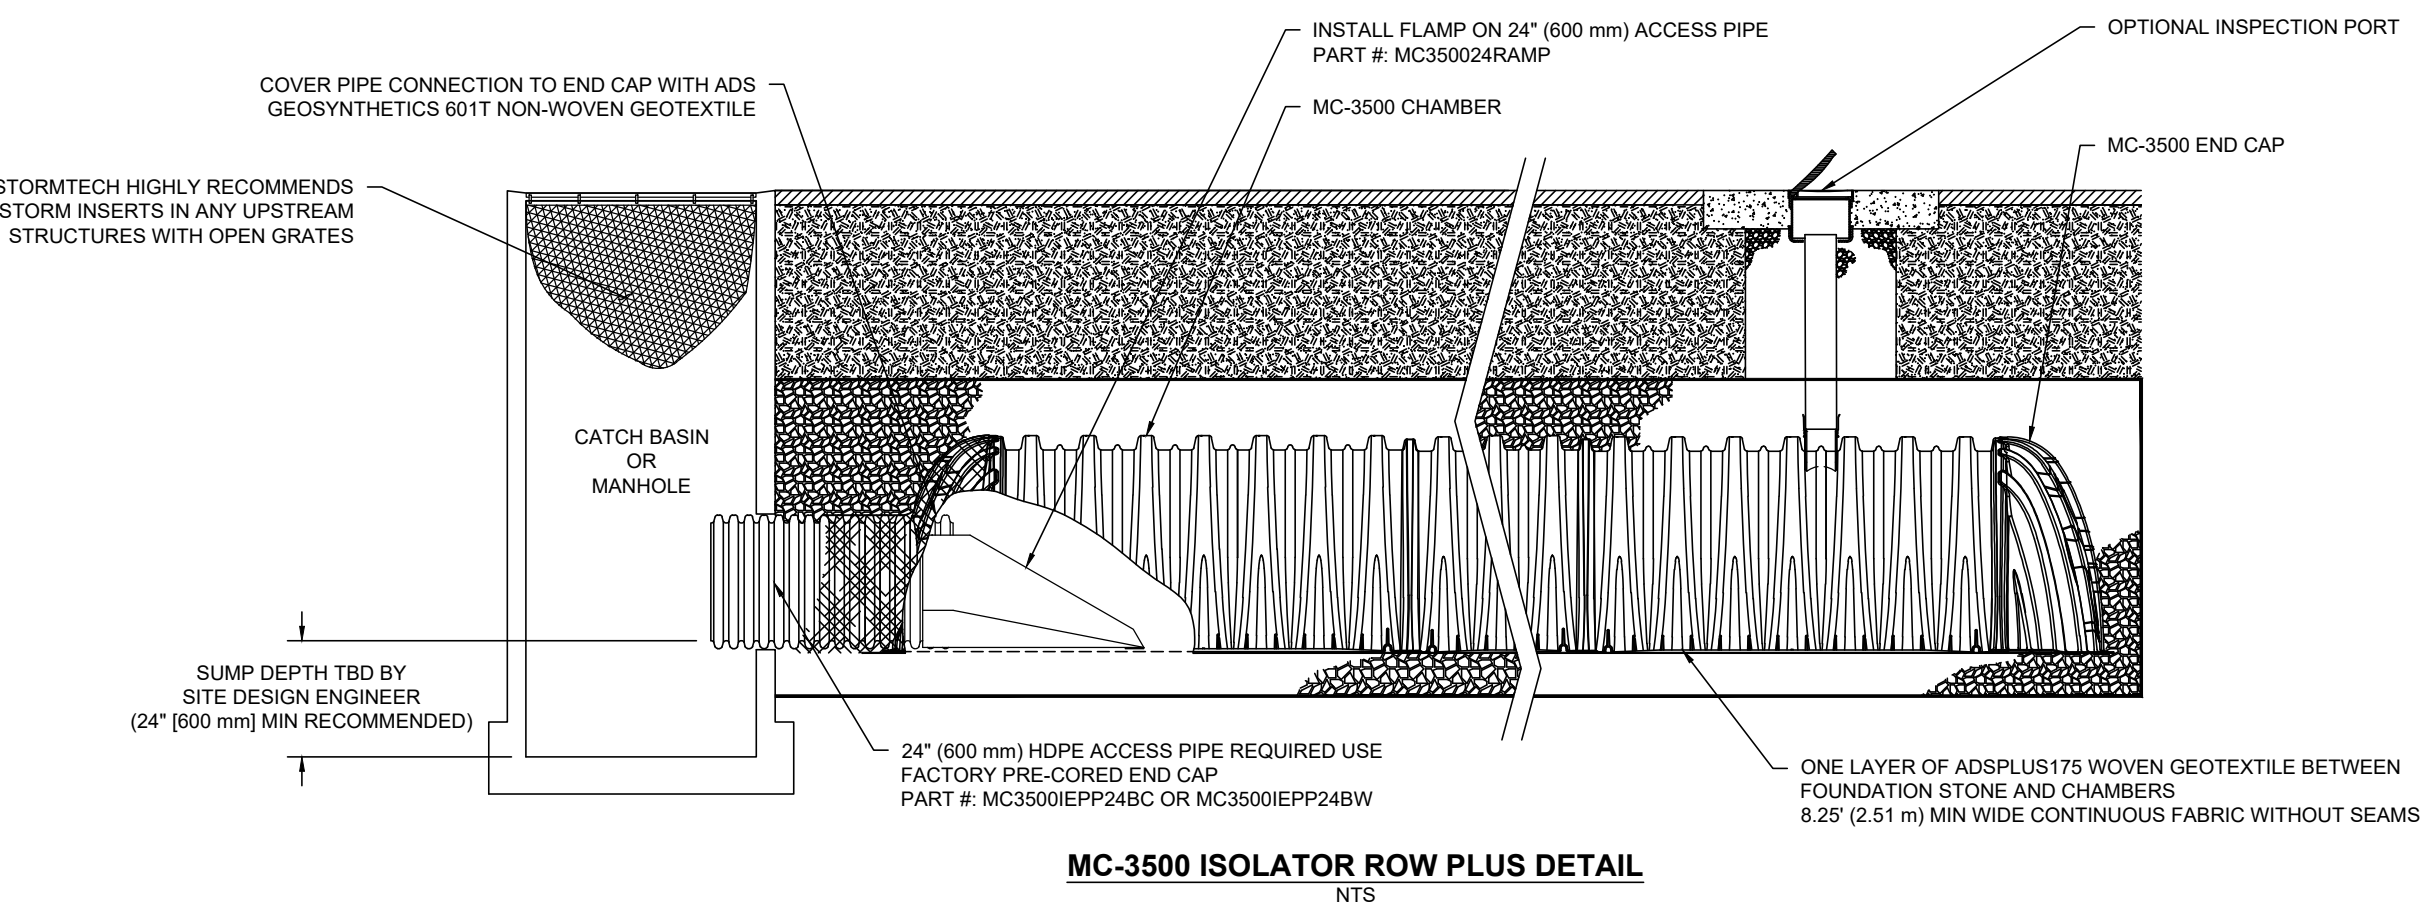 INSTALL FLAMP ON 24" (600 mm) ACCESS PIPE
PART #: MC350024RAMP
OPTIONAL INSPECTION PORT
COVER PIPE CONNECTION TO END CAP WITH ADS
GEOSYNTHETICS 601T NON-WOVEN GEOTEXTILE
MC-3500 CHAMBER
MC-3500 END CAP
STORMTECH HIGHLY RECOMMENDS
STORM INSERTS IN ANY UPSTREAM
STRUCTURES WITH OPEN GRATES
CATCH BASIN
OR
MANHOLE
SUMP DEPTH TBD BY
SITE DESIGN ENGINEER
(24" [600 mm] MIN RECOMMENDED)
24" (600 mm) HDPE ACCESS PIPE REQUIRED USE
FACTORY PRE-CORED END CAP
PART #: MC3500IEPP24BC OR MC3500IEPP24BW
ONE LAYER OF ADSPLUS175 WOVEN GEOTEXTILE BETWEEN
FOUNDATION STONE AND CHAMBERS
8.25' (2.51 m) MIN WIDE CONTINUOUS FABRIC WITHOUT SEAMS
MC-3500 ISOLATOR ROW PLUS DETAIL
NTS